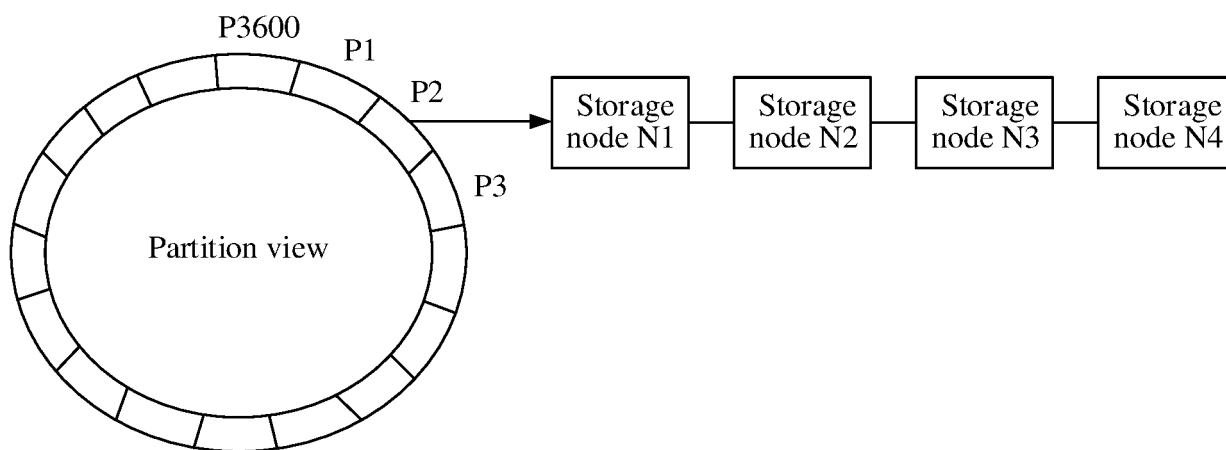 P3600
P1
P2
P3
Partition view
Storage
node N1
Storage
node N2
Storage
node N3
Storage
node N4